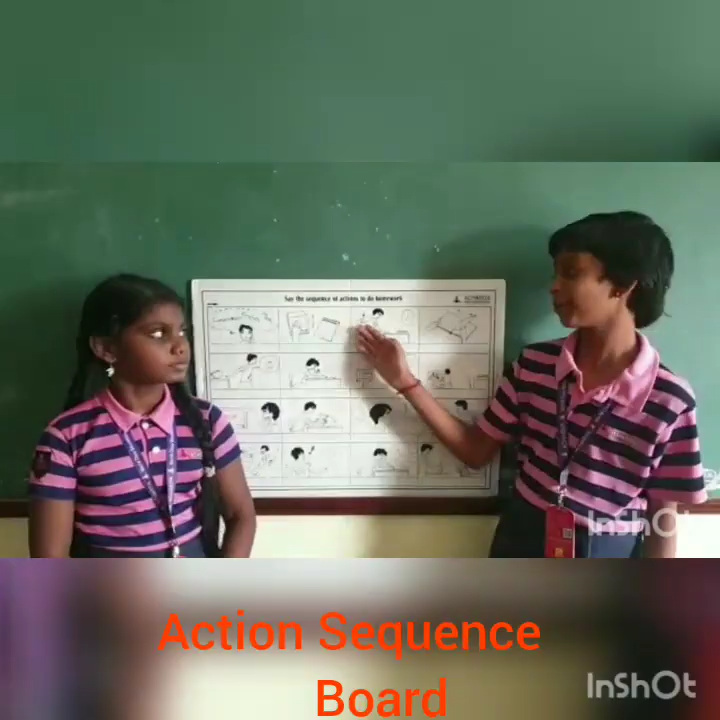 Say the sequence of actions to do homework
InShOt
Action Sequence
Board
InShOt